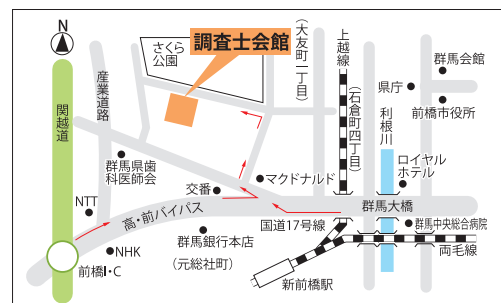 N
さくら
公園
調査士会館
(大友町一丁目)
上越線
(石倉町四丁目)
群馬会館
県庁
前橋市役所
利根川
関越道
産業道路
群馬県歯
科医師会
ロイヤル
ホテル
マクドナルド
交番
NTT
高・前バイパス
群馬大橋
国道17号線
群馬中央総合病院
NHK
群馬銀行本店
(元総社町)
両毛線
前橋I・C
新前橋駅